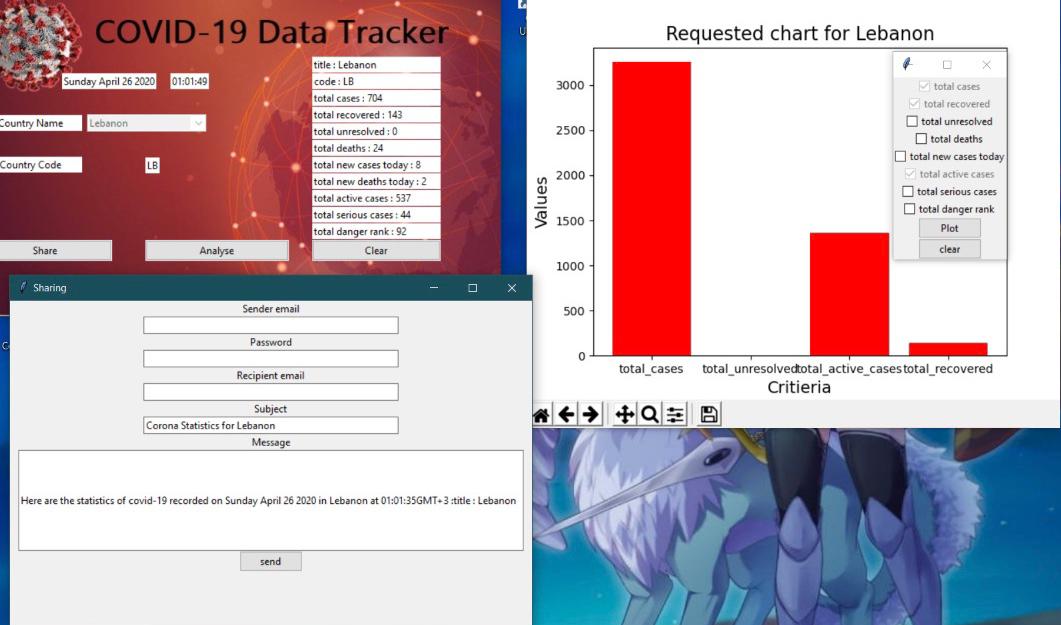 COVID-19 Data Tracker
Sunday April 26 2020
01:01:49
Country Name
Lebanon
Country Code
LB
title : Lebanon
code : LB
total cases : 704
total recovered : 143
total unresolved : 0
total deaths : 24
total new cases today : 8
total new deaths today : 2
total active cases : 537
total serious cases : 44
total danger rank : 92
Share
Analyse
Clear
Sharing
Sender email
Password
Recipient email
Subject
Corona Statistics for Lebanon
Message
Here are the statistics of covid-19 recorded on Sunday April 26 2020 in Lebanon at 01:01:35GMT+3 :title : Lebanon
send
Requested chart for Lebanon
3000
2500
2000
1500
1000
500
0
Values
total_cases
total_unresolved
total_active_cases
total_recovered
Critieria
total cases
total recovered
total unresolved
total deaths
total new cases today
total active cases
total serious cases
total danger rank
Plot
clear